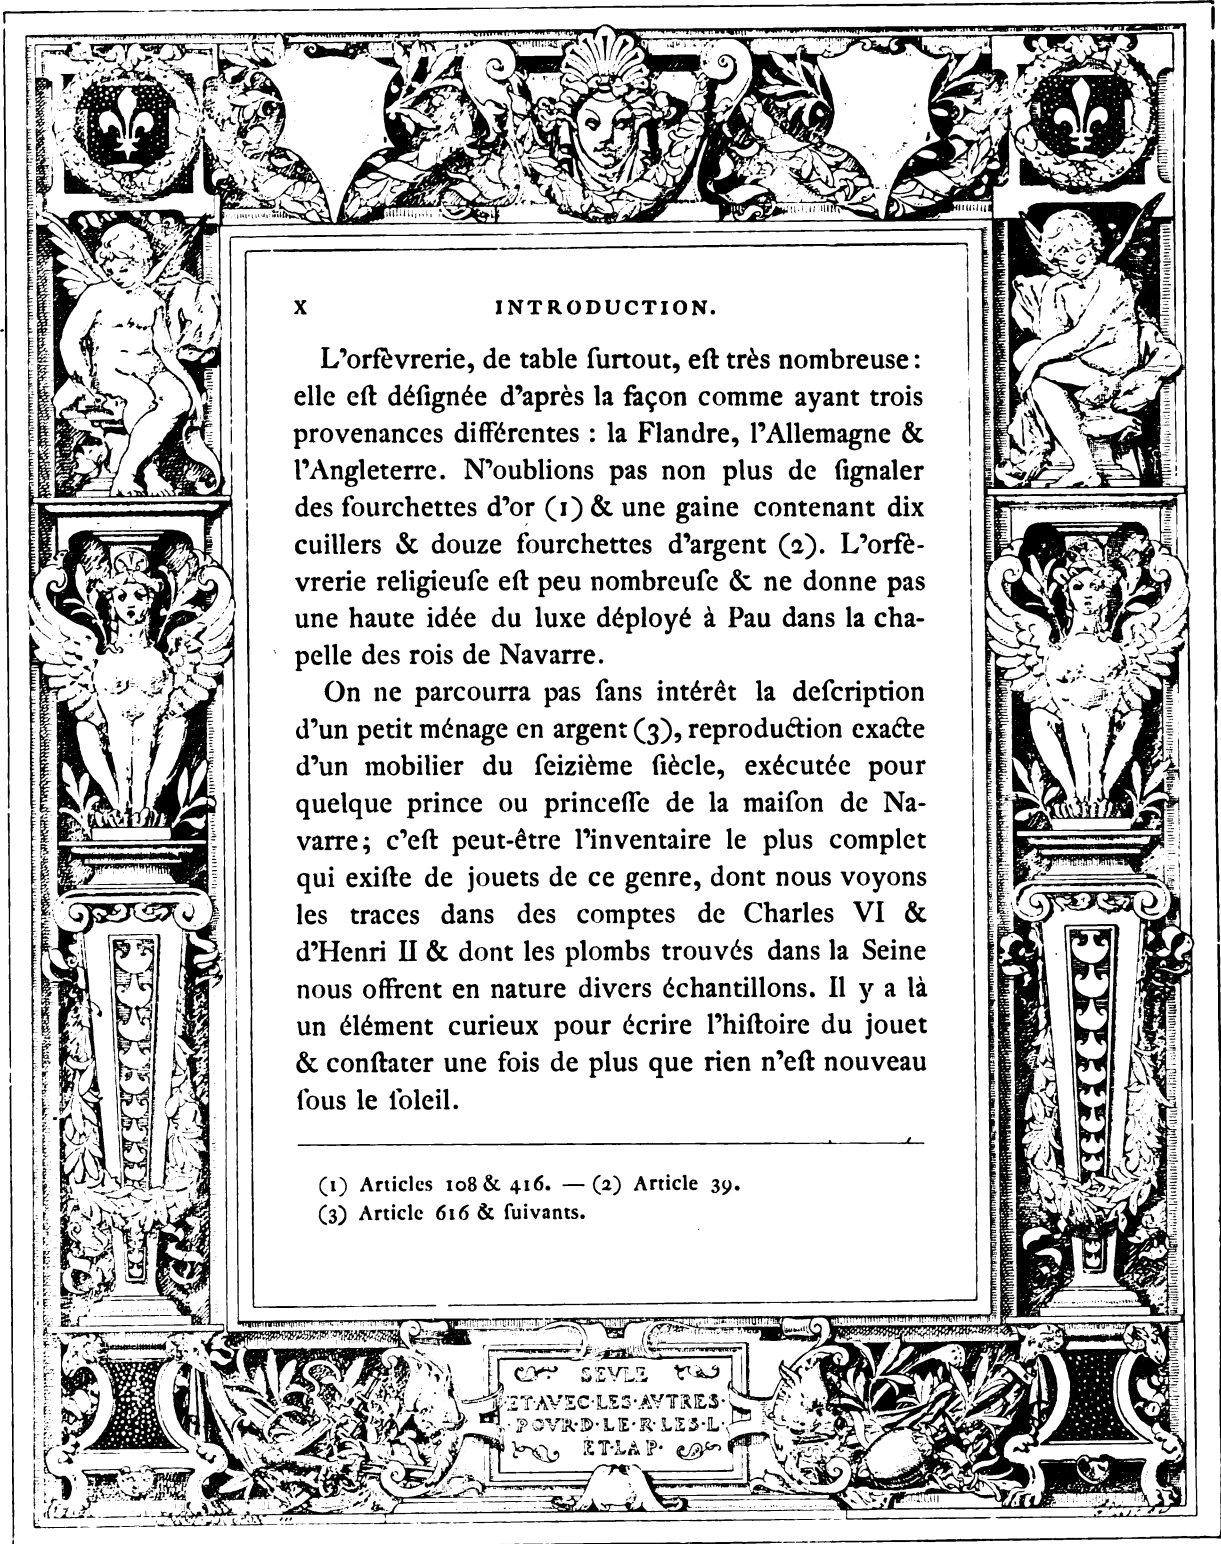 X INTRODUCTION.
L'orfèvrerie, de table ſurtout, eſt très nombreuse :
elle eſt déſignée d'après la façon comme ayant trois
provenances différentes : la Flandre, l'Allemagne &
l'Angleterre. N'oublions pas non plus de ſignaler
des fourchettes d'or (1) & une gaine contenant dix
cuillers & douze fourchettes d'argent (2). L'orfè-
vrerie religieuſe eſt peu nombreuſe & ne donne pas
une haute idée du luxe déployé à Pau dans la cha-
pelle des rois de Navarre.
On ne parcourra pas ſans intérêt la deſcription
d'un petit ménage en argent (3), reproduction exacte
d'un mobilier du ſeizième ſiècle, exécutée pour
quelque prince ou princeſſe de la maiſon de Na-
varre; c'eſt peut-être l'inventaire le plus complet
qui exiſte de jouets de ce genre, dont nous voyons
les traces dans des comptes de Charles VI &
d'Henri II & dont les plombs trouvés dans la Seine
nous offrent en nature divers échantillons. Il y a là
un élément curieux pour écrire l'hiſtoire du jouet
& conſtater une fois de plus que rien n'eſt nouveau
ſous le ſoleil.
(1) Articles 108 & 416. — (2) Article 39.
(3) Article 616 & ſuivants.
SEVLE
ET·AVEC·LES·AVTRES·
POVR·D·LE·R·LES·L·
ET·LA P·